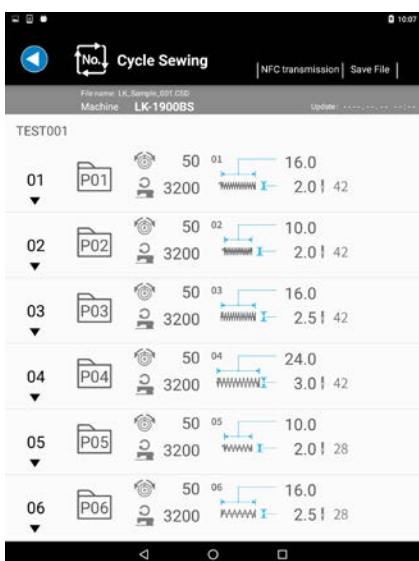 10:07
No. Cycle Sewing
NFC transmission Save File
File name: LK_Sample_001.CSD
Machine LK-1900BS Update: ----.--.-- --:--
TEST001
50 01 16.0
01 P01 3200 2.0 42
50 02 10.0
02 P02 3200 2.0 42
50 03 16.0
03 P03 3200 2.5 42
50 04 24.0
04 P04 3200 3.0 42
50 05 10.0
05 P05 3200 2.0 28
50 06 16.0
06 P06 3200 2.5 28